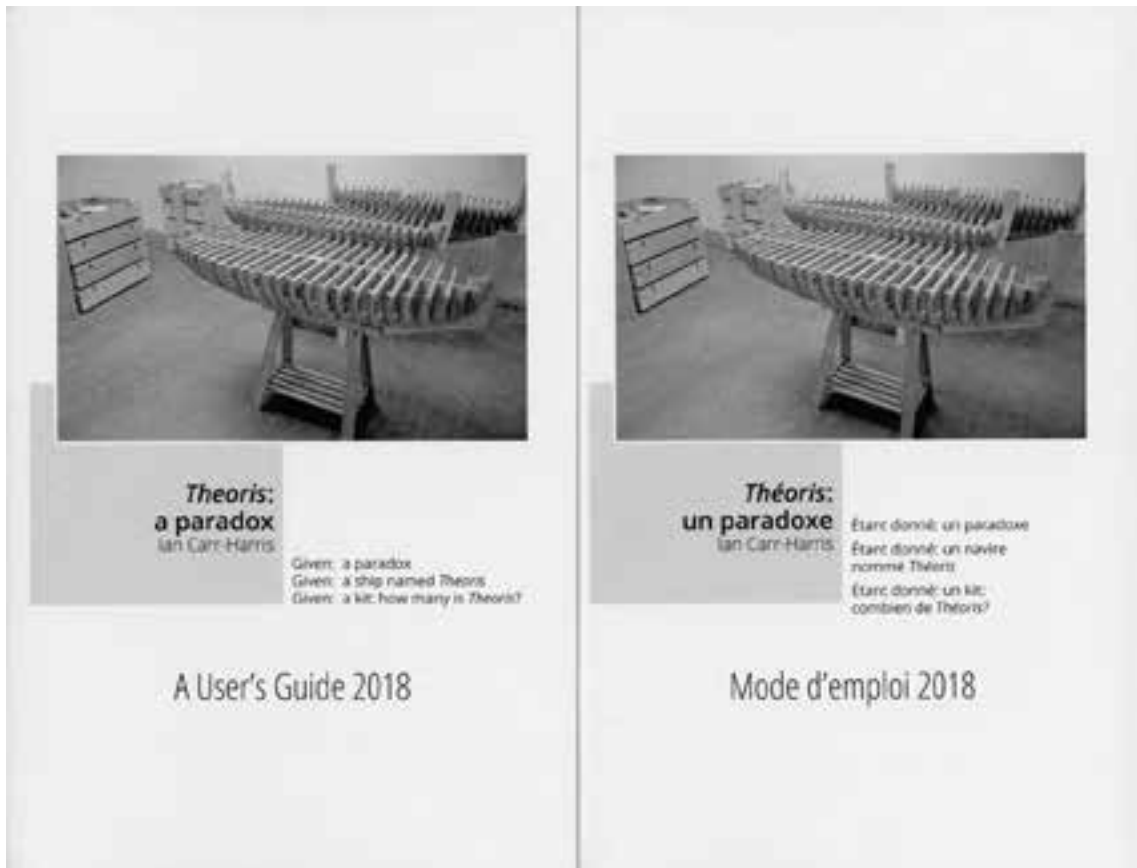 Theoris:
a paradox
Ian Carr-Harris
Given: a paradox
Given: a ship named Theoris
Given: a kit: how many is Theoris?
A User's Guide 2018
Théoris:
un paradoxe
Ian Carr-Harris
Étant donné: un paradoxe
Étant donné: un navire
nommé Théoris
Étant donné: un kit:
combien de Théoris?
Mode d'emploi 2018